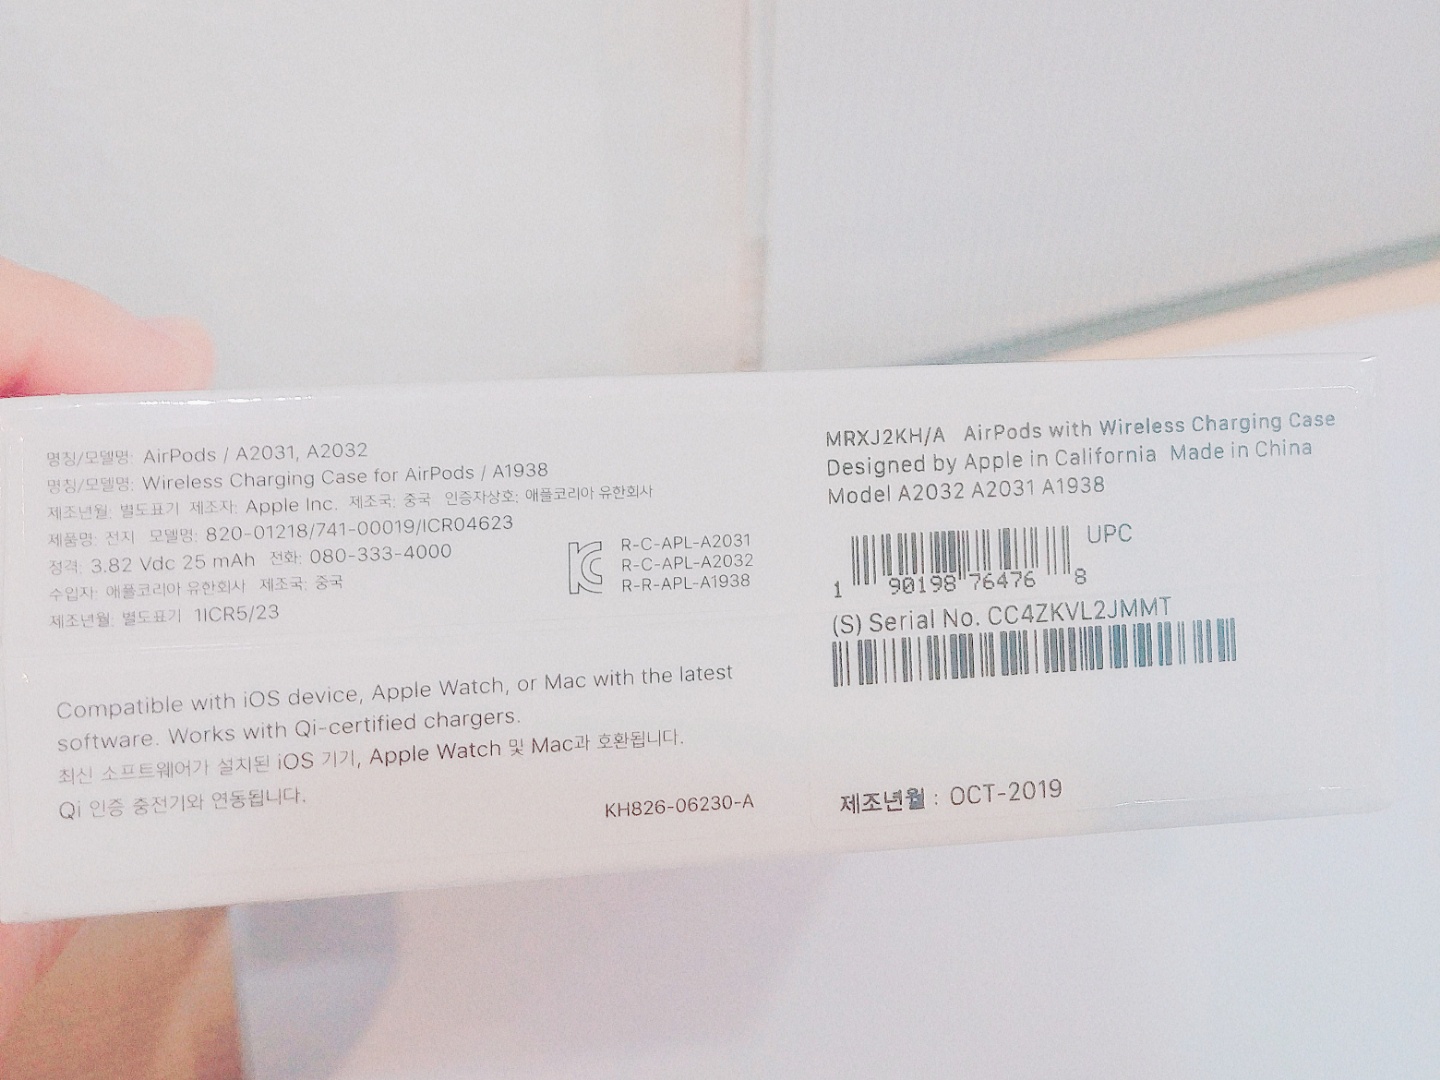 명칭/모델명: AirPods / A2031, A2032
명칭/모델명: Wireless Charging Case for AirPods / A1938
제조년월: 별도표기 제조자: Apple Inc. 제조국: 중국 인증자상호: 애플코리아 유한회사
제품명: 전지 모델명: 820-01218/741-00019/ICR04623
정격: 3.82 Vdc 25 mAh 전화: 080-333-4000
수입자: 애플코리아 유한회사 제조국: 중국
제조년월: 별도표기 1ICR5/23
R-C-APL-A2031
R-C-APL-A2032
R-R-APL-A1938
Compatible with iOS device, Apple Watch, or Mac with the latest
software. Works with Qi-certified chargers.
최신 소프트웨어가 설치된 iOS 기기, Apple Watch 및 Mac과 호환됩니다.
Qi 인증 충전기와 연동됩니다.
KH826-06230-A
MRXJ2KH/A AirPods with Wireless Charging Case
Designed by Apple in California Made in China
Model A2032 A2031 A1938
UPC
1 90198 76476 8
(S) Serial No. CC4ZKVL2JMMT
제조년월 : OCT-2019